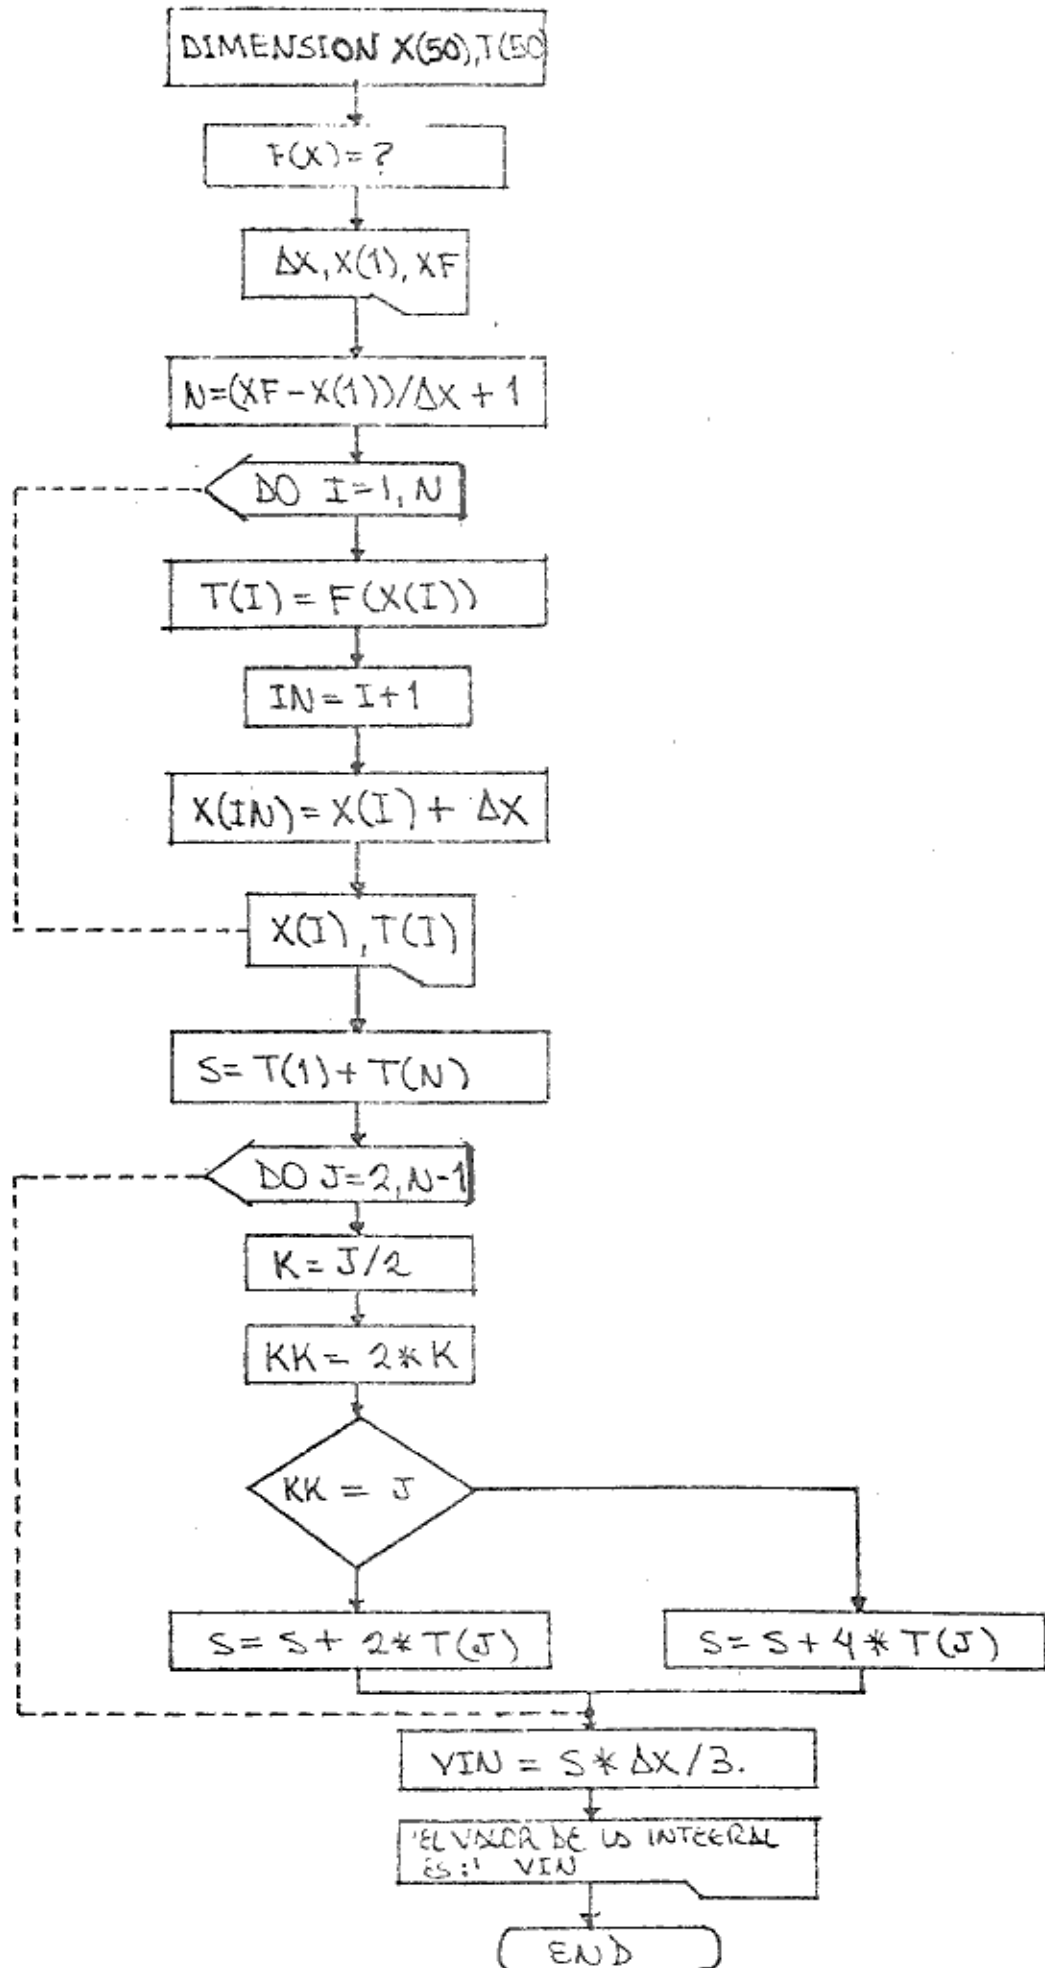 DIMENSION X(50),T(50
F(X)=?
ΔX, X(1), XF
N=(XF-X(1))/ΔX + 1
DO I=1, N
T(I) = F(X(I))
IN= I+1
X(IN)= X(I) + ΔX
X(I), T(I)
S= T(1) + T(N)
DO J=2, N-1
K= J/2
KK= 2*K
KK = J
S= S + 2*T(J)
S= S + 4*T(J)
VIN = S * ΔX/3.
'EL VALOR DE LA INTEGRAL
ES:' VIN
END